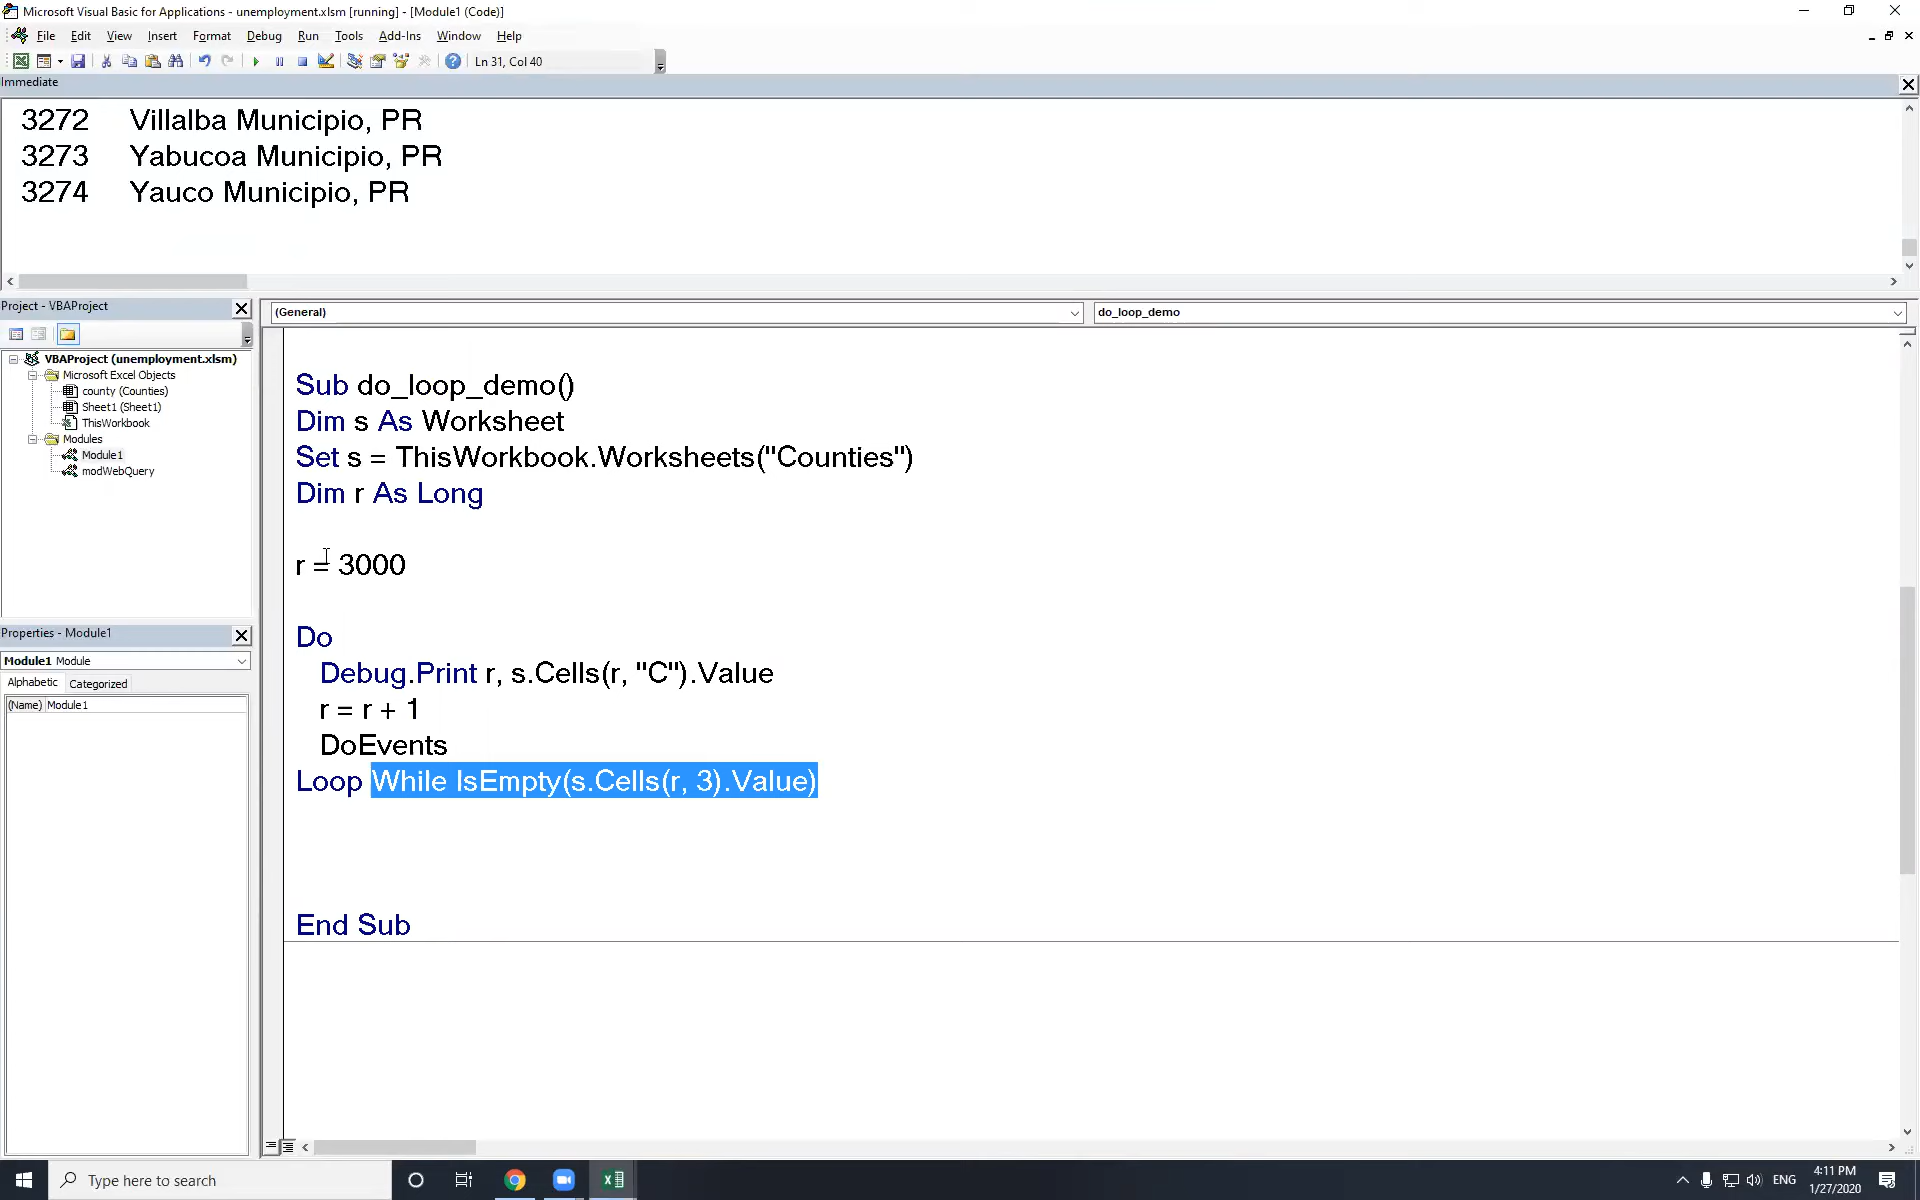 Microsoft Visual Basic for Applications - unemployment.xlsm [running] - [Module1 (Code)]
File Edit View Insert Format Debug Run Tools Add-Ins Window Help
Ln 31, Col 40
Immediate
3272 Villalba Municipio, PR
3273 Yabucoa Municipio, PR
3274 Yauco Municipio, PR
Project - VBAProject
(General)
do_loop_demo
VBAProject (unemployment.xlsm)
Microsoft Excel Objects
county (Counties)
Sheet1 (Sheet1)
ThisWorkbook
Modules
Module1
modWebQuery
Properties - Module1
Module1 Module
Alphabetic Categorized
(Name) Module1
Sub do_loop_demo()
Dim s As Worksheet
Set s = ThisWorkbook.Worksheets("Counties")
Dim r As Long
r = 3000
Do
Debug.Print r, s.Cells(r, "C").Value
r = r + 1
DoEvents
Loop While IsEmpty(s.Cells(r, 3).Value)
End Sub
Type here to search
ENG
4:11 PM
1/27/2020